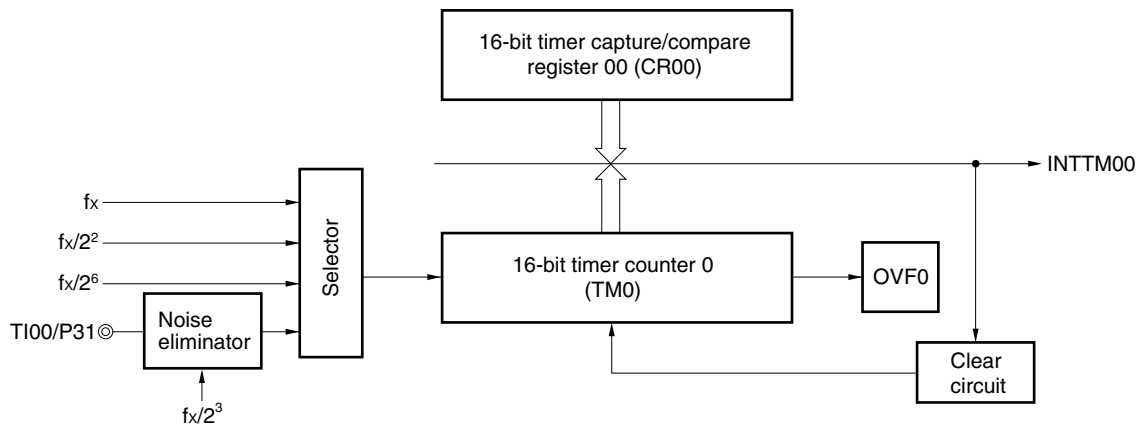 16-bit timer capture/compare
register 00 (CR00)
INTTM00
fx
fx/2²
fx/2⁶
TI00/P31
Noise
eliminator
fx/2³
Selector
16-bit timer counter 0
(TM0)
OVF0
Clear
circuit